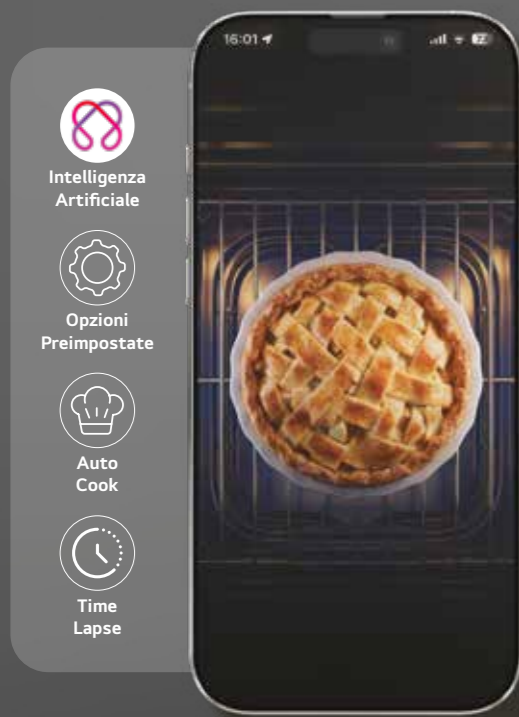 16:01
Intelligenza
Artificiale
Opzioni
Preimpostate
Auto
Cook
Time
Lapse